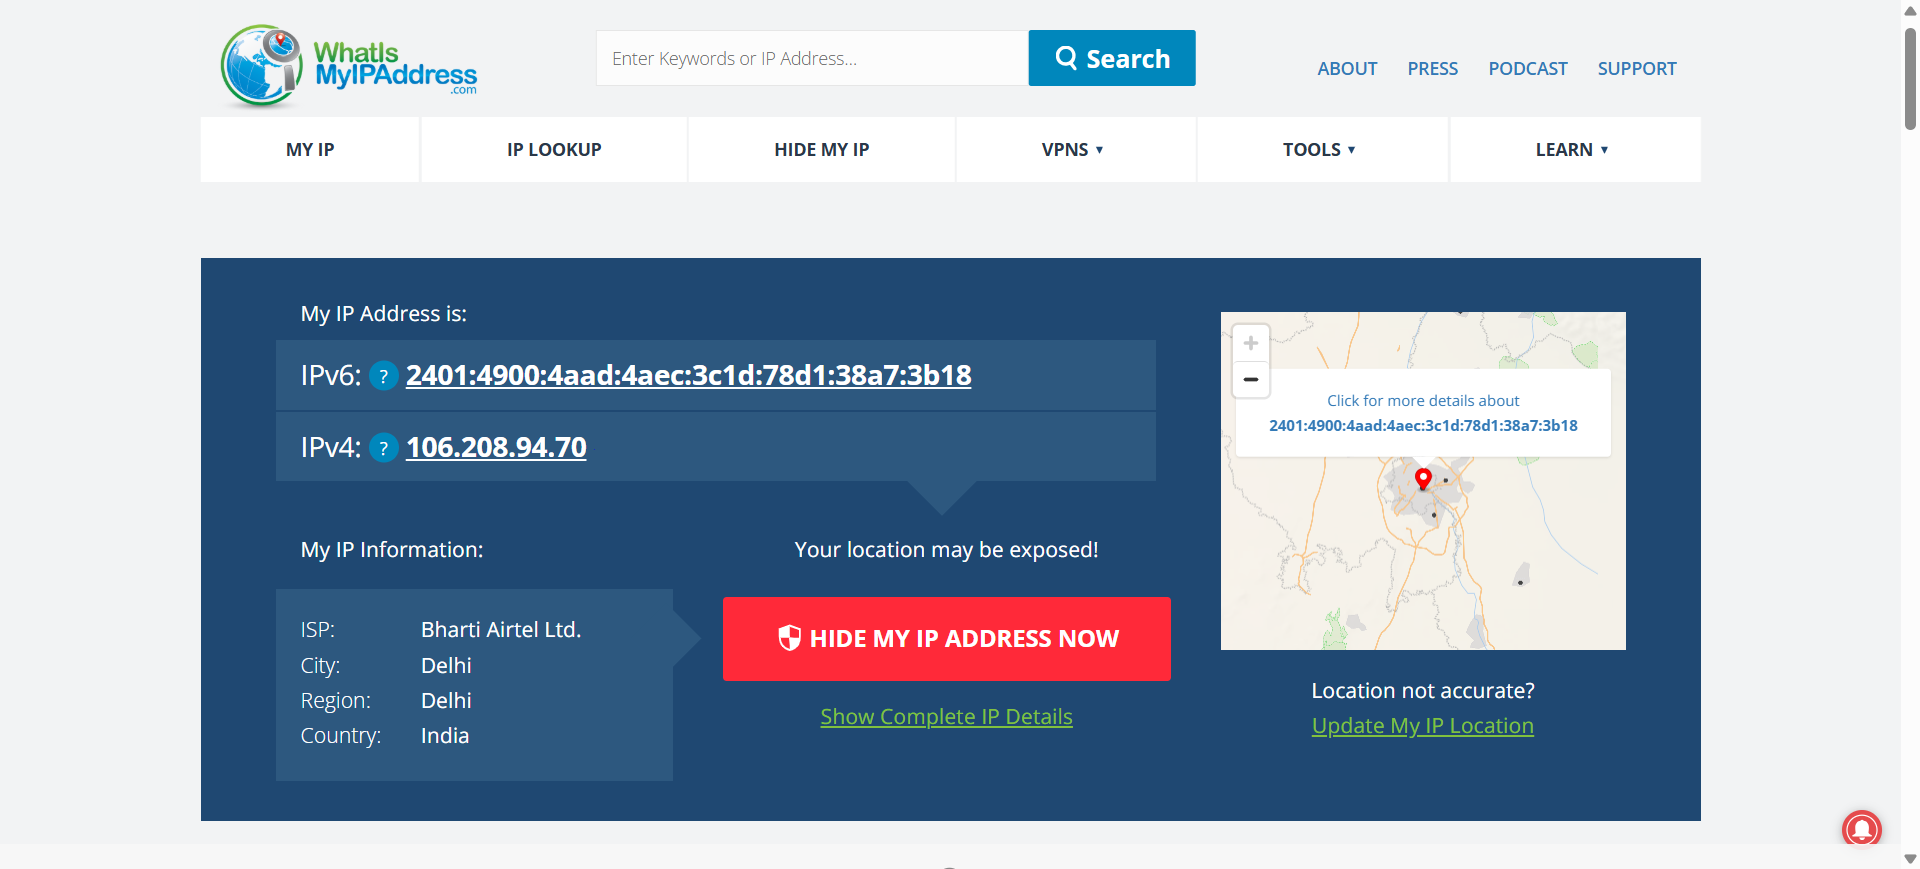 WhatIs
MyIPAddress
.com
Enter Keywords or IP Address...
Search
ABOUT
PRESS
PODCAST
SUPPORT
MY IP
IP LOOKUP
HIDE MY IP
VPNS ▾
TOOLS ▾
LEARN ▾
My IP Address is:
IPv6: ? 2401:4900:4aad:4aec:3c1d:78d1:38a7:3b18
IPv4: ? 106.208.94.70
My IP Information:
ISP: Bharti Airtel Ltd.
City: Delhi
Region: Delhi
Country: India
Your location may be exposed!
HIDE MY IP ADDRESS NOW
Show Complete IP Details
+
−
Click for more details about
2401:4900:4aad:4aec:3c1d:78d1:38a7:3b18
Location not accurate?
Update My IP Location